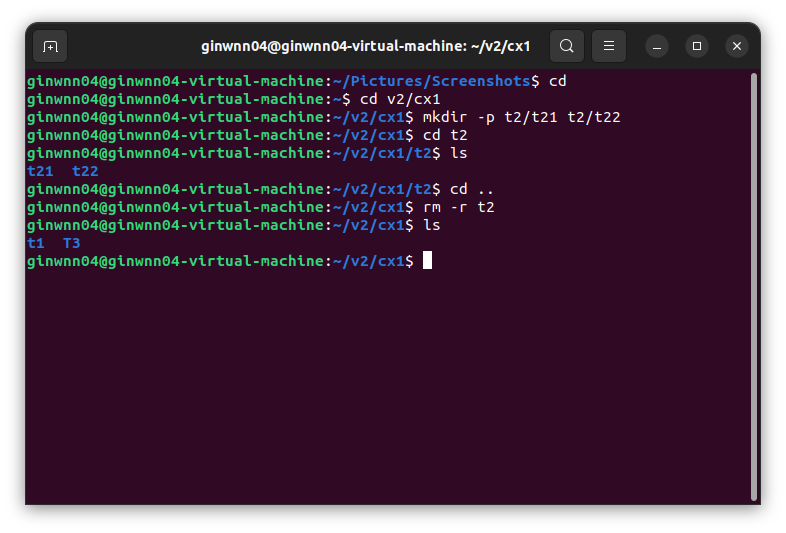 ginwnn04@ginwnn04-virtual-machine: ~/v2/cx1
ginwnn04@ginwnn04-virtual-machine:~/Pictures/Screenshots$ cd
ginwnn04@ginwnn04-virtual-machine:~$ cd v2/cx1
ginwnn04@ginwnn04-virtual-machine:~/v2/cx1$ mkdir -p t2/t21 t2/t22
ginwnn04@ginwnn04-virtual-machine:~/v2/cx1$ cd t2
ginwnn04@ginwnn04-virtual-machine:~/v2/cx1/t2$ ls
t21  t22
ginwnn04@ginwnn04-virtual-machine:~/v2/cx1/t2$ cd ..
ginwnn04@ginwnn04-virtual-machine:~/v2/cx1$ rm -r t2
ginwnn04@ginwnn04-virtual-machine:~/v2/cx1$ ls
t1  T3
ginwnn04@ginwnn04-virtual-machine:~/v2/cx1$